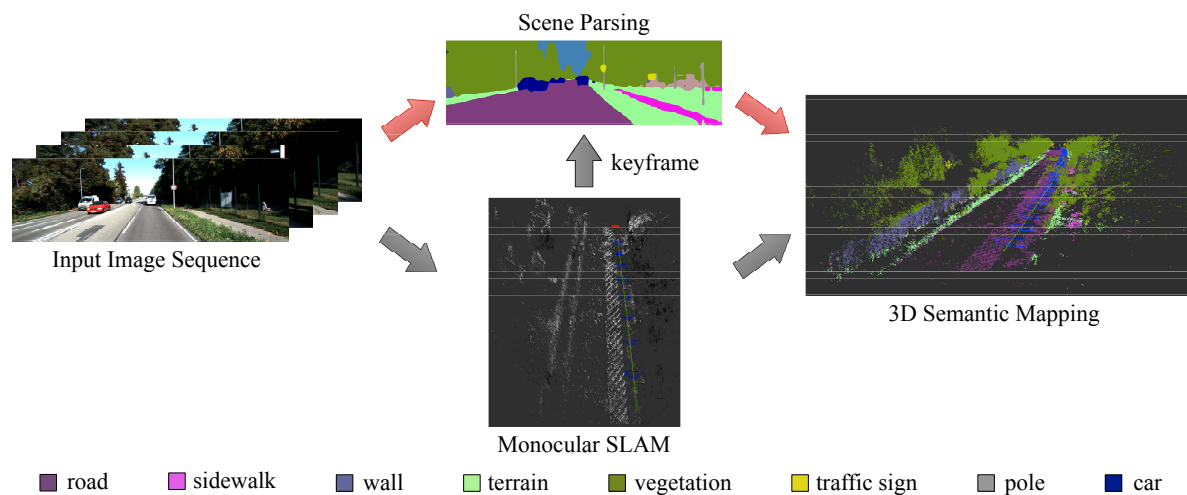 Scene Parsing
Input Image Sequence
keyframe
Monocular SLAM
3D Semantic Mapping
road sidewalk wall terrain vegetation traffic sign pole car